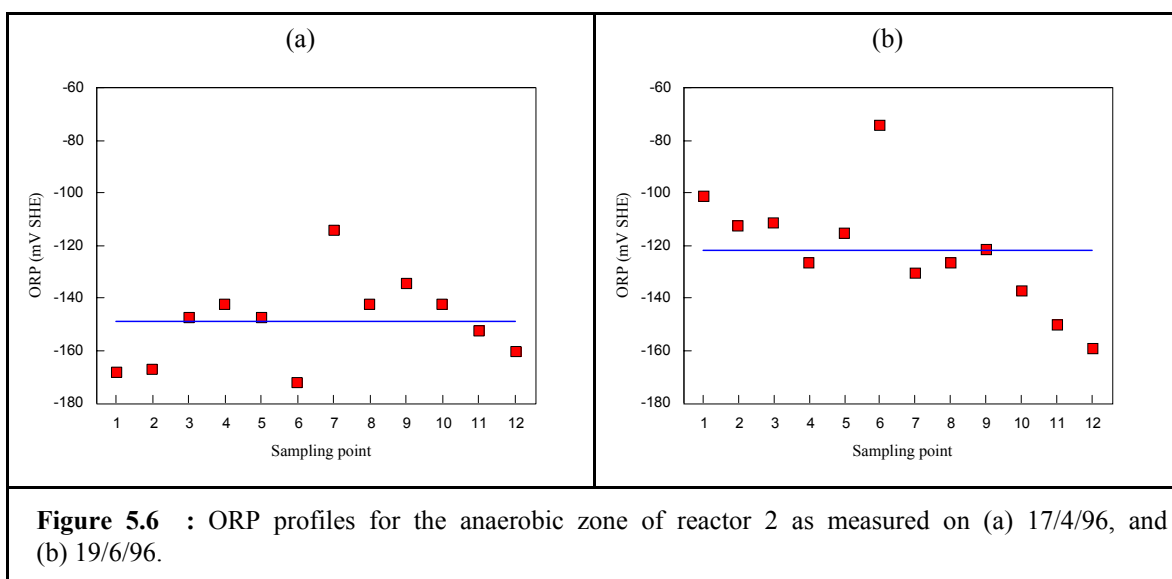 (a)
-60
-80
-100
-120
-140
-160
-180
ORP (mV SHE)
1 2 3 4 5 6 7 8 9 10 11 12
Sampling point
(b)
-60
-80
-100
-120
-140
-160
-180
ORP (mV SHE)
1 2 3 4 5 6 7 8 9 10 11 12
Sampling point
Figure 5.6 : ORP profiles for the anaerobic zone of reactor 2 as measured on (a) 17/4/96, and
(b) 19/6/96.